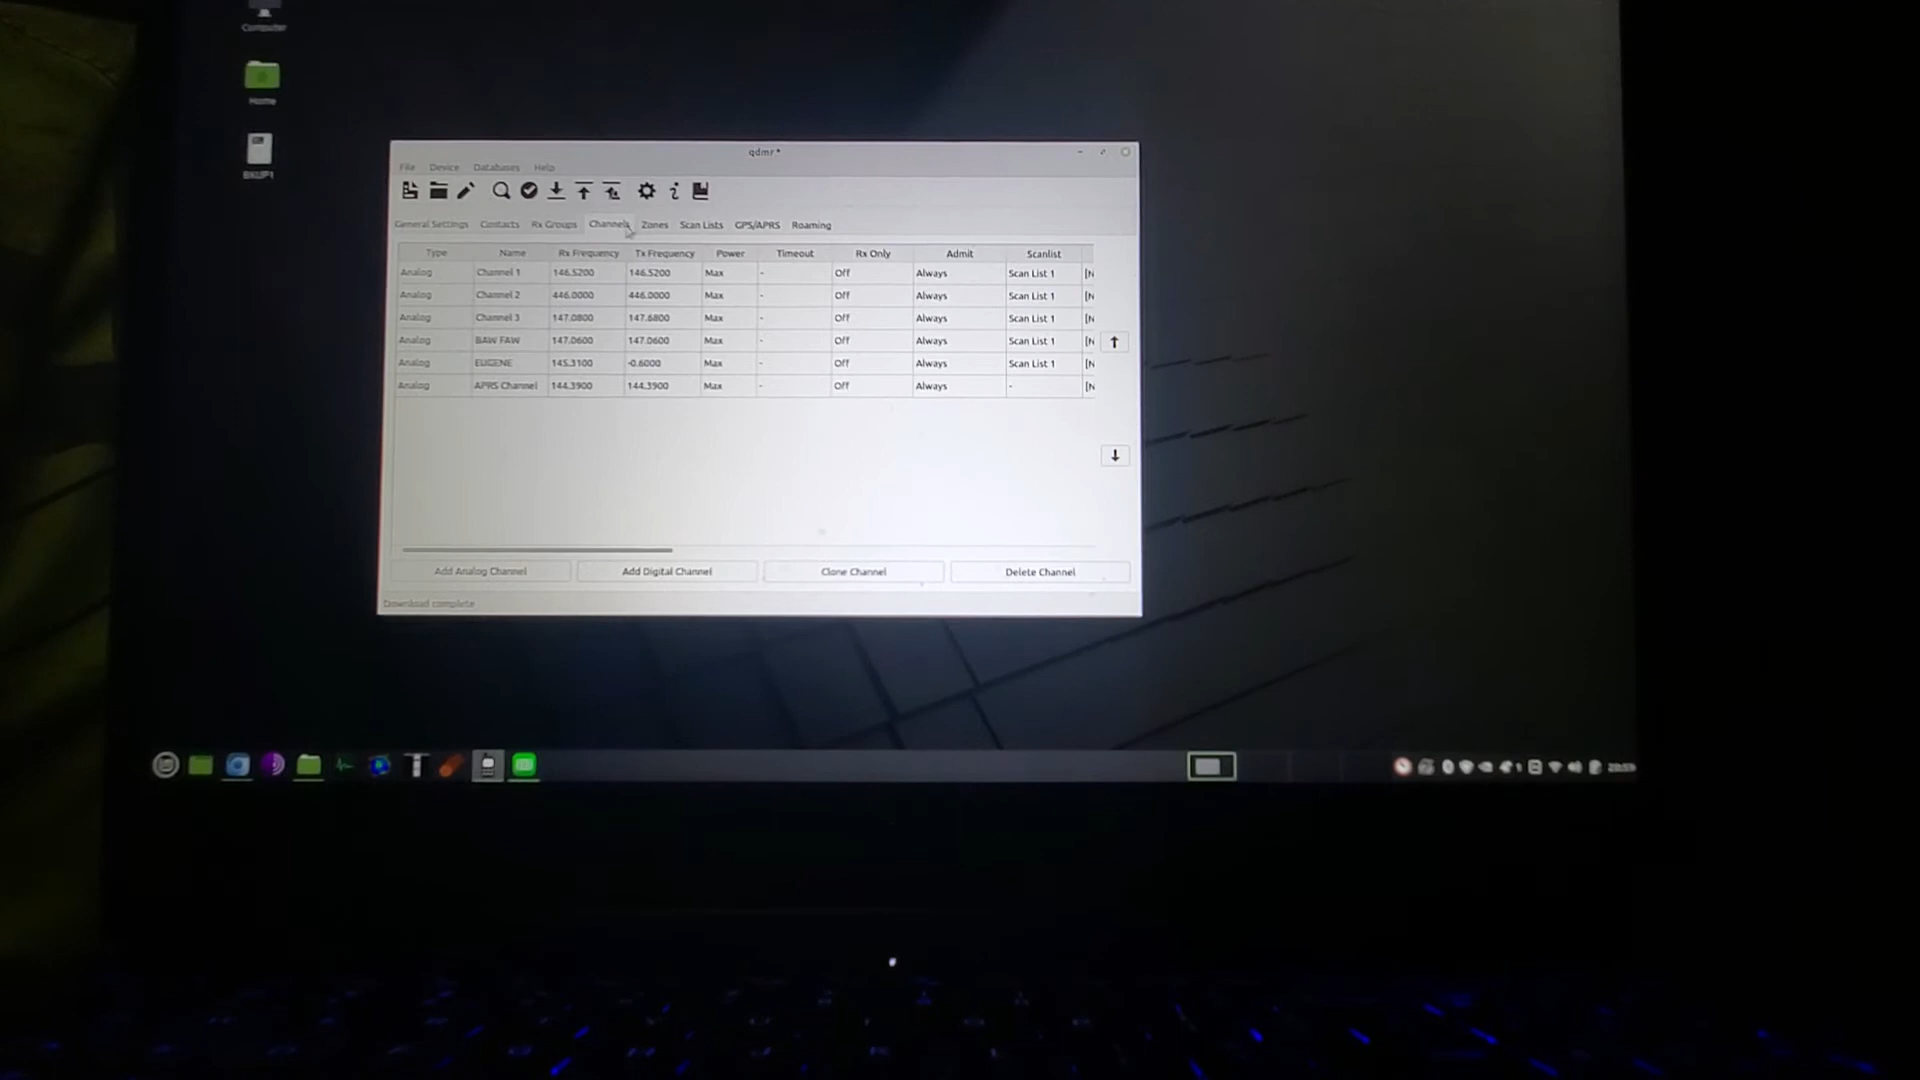 Computer
Home
BKUP1
qdmr *
File Device Databases Help
General Settings Contacts Rx Groups Channels Zones Scan Lists GPS/APRS Roaming
Type Name Rx Frequency Tx Frequency Power Timeout Rx Only Admit Scanlist
Analog Channel 1 146.5200 146.5200 Max - Off Always Scan List 1 [N
Analog Channel 2 446.0000 446.0000 Max - Off Always Scan List 1 [N
Analog Channel 3 147.0800 147.6800 Max - Off Always Scan List 1 [N
Analog BAW FAW 147.0600 147.0600 Max - Off Always Scan List 1 [N
Analog EUGENE 145.3100 -0.6000 Max - Off Always Scan List 1 [N
Analog APRS Channel 144.3900 144.3900 Max - Off Always - [N
Add Analog Channel Add Digital Channel Clone Channel Delete Channel
Download complete